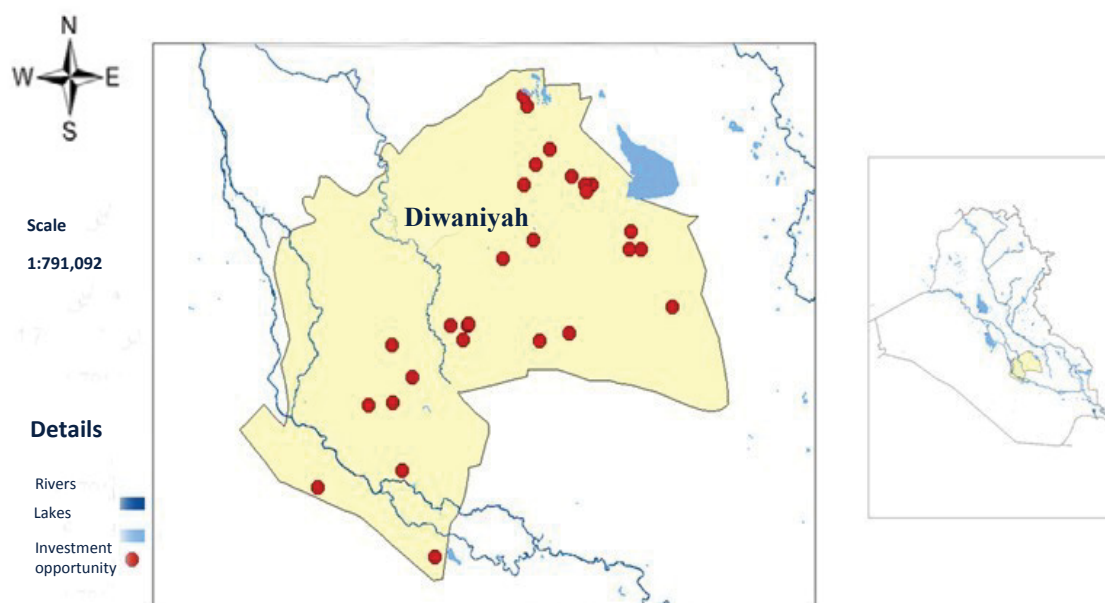 N
W E
S
Scale
1:791,092
Diwaniyah
Details
Rivers
Lakes
Investment
opportunity